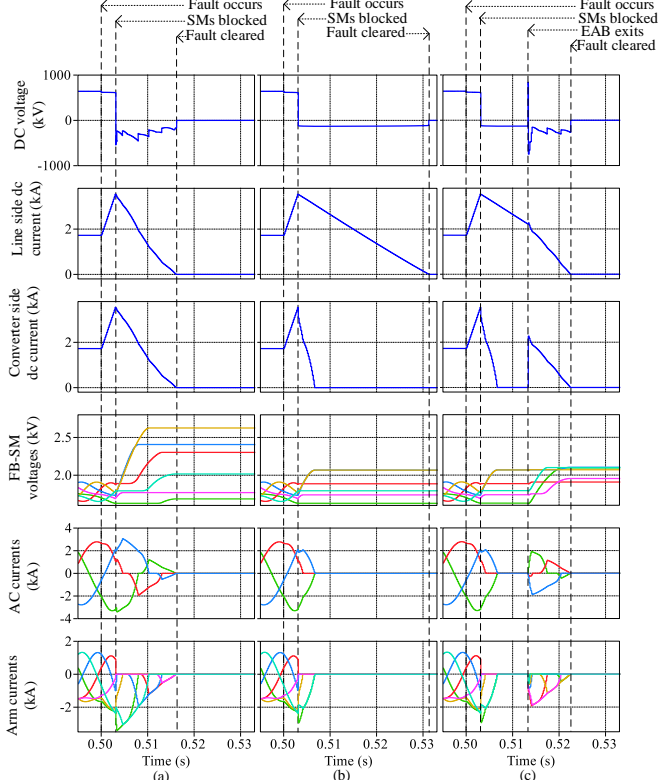 Fault occurs
SMs blocked
Fault cleared
Fault occurs
SMs blocked
Fault cleared
Fault occurs
SMs blocked
EAB exits
Fault cleared
DC voltage
(kV)
1000
0
-1000
Line side dc
current (kA)
2
0
Converter side
dc current (kA)
2
0
FB-SM
voltages (kV)
2.5
2.0
AC currents
(kA)
4
2
0
-2
-4
Arm currents
(kA)
2
0
-2
0.50 0.51 0.52 0.53
Time (s)
(a)
0.50 0.51 0.52 0.53
Time (s)
(b)
0.50 0.51 0.52 0.53
Time (s)
(c)